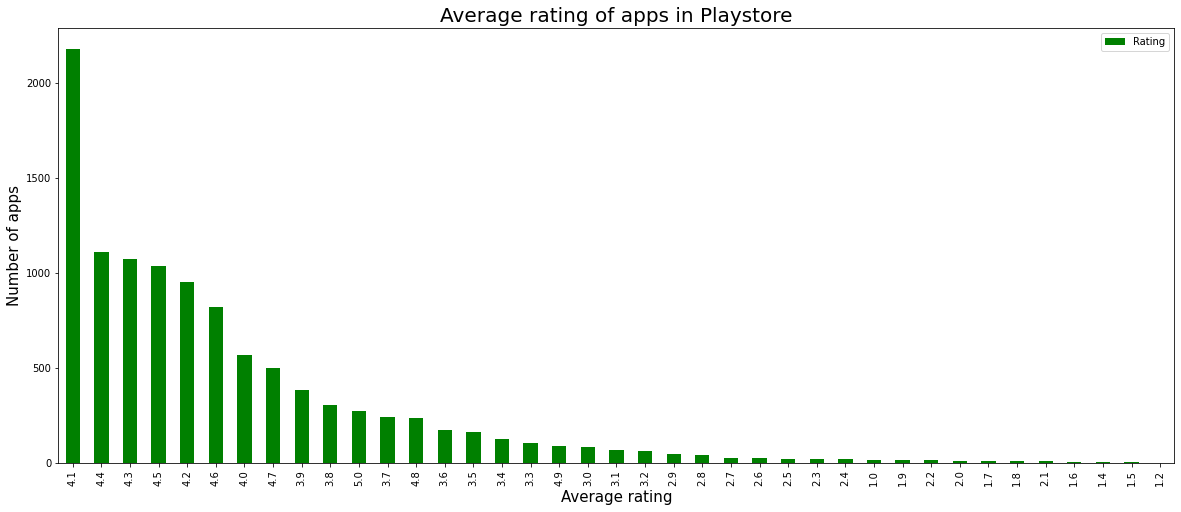 Average rating of apps in Playstore
Rating
Number of apps
2000
1500
1000
500
0
4.1 4.4 4.3 4.5 4.2 4.6 4.0 4.7 3.9 3.8 5.0 3.7 4.8 3.6 3.5 3.4 3.3 4.9 3.0 3.1 3.2 2.9 2.8 2.7 2.6 2.5 2.3 2.4 1.0 1.9 2.2 2.0 1.7 1.8 2.1 1.6 1.4 1.5 1.2
Average rating